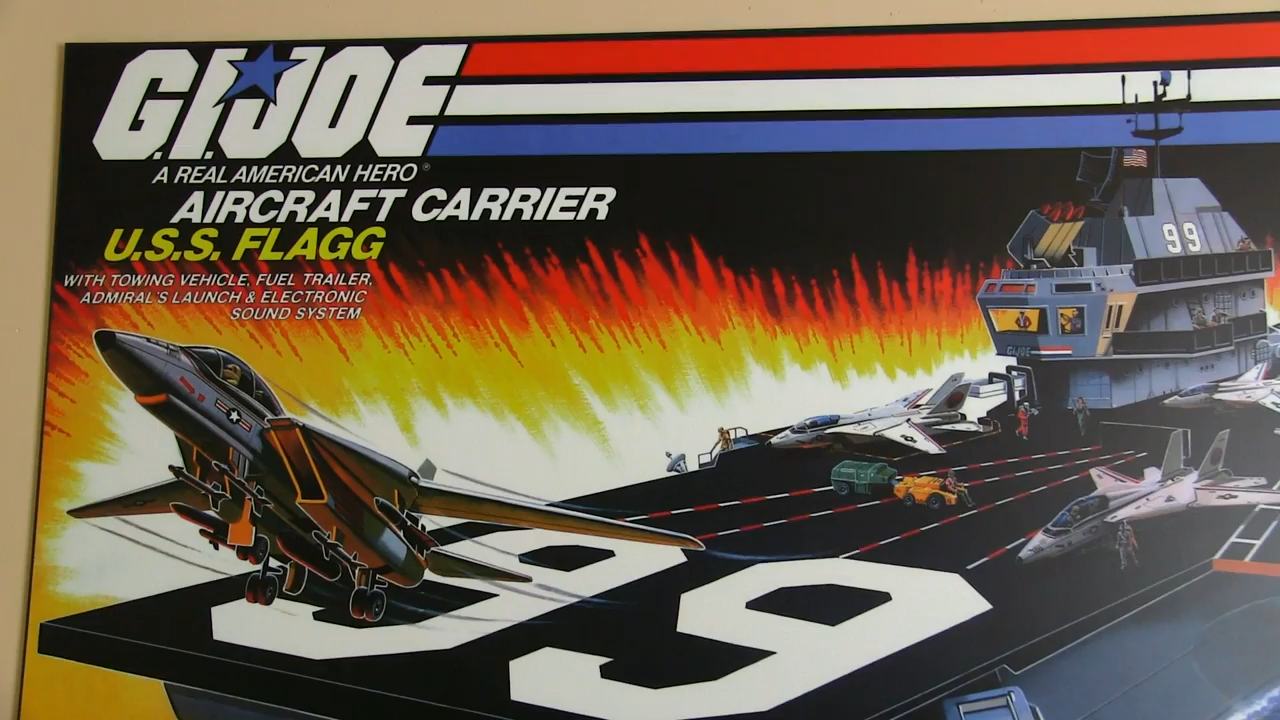 G.I.JOE
A REAL AMERICAN HERO®
AIRCRAFT CARRIER
U.S.S. FLAGG
WITH TOWING VEHICLE, FUEL TRAILER,
ADMIRAL'S LAUNCH & ELECTRONIC
SOUND SYSTEM
99
G.I.JOE
99